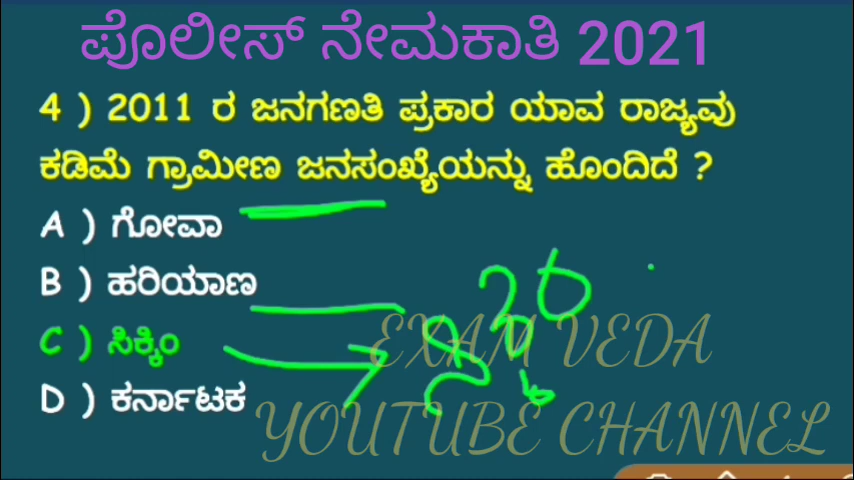 ಪೊಲೀಸ್ ನೇಮಕಾತಿ 2021
4 ) 2011 ರ ಜನಗಣತಿ ಪ್ರಕಾರ ಯಾವ ರಾಜ್ಯವು
ಕಡಿಮೆ ಗ್ರಾಮೀಣ ಜನಸಂಖ್ಯೆಯನ್ನು ಹೊಂದಿದೆ ?
A ) ಗೋವಾ
B ) ಹರಿಯಾಣ
C ) ಸಿಕ್ಕಿಂ
D ) ಕರ್ನಾಟಕ
EXAM VEDA
YOUTUBE CHANNEL